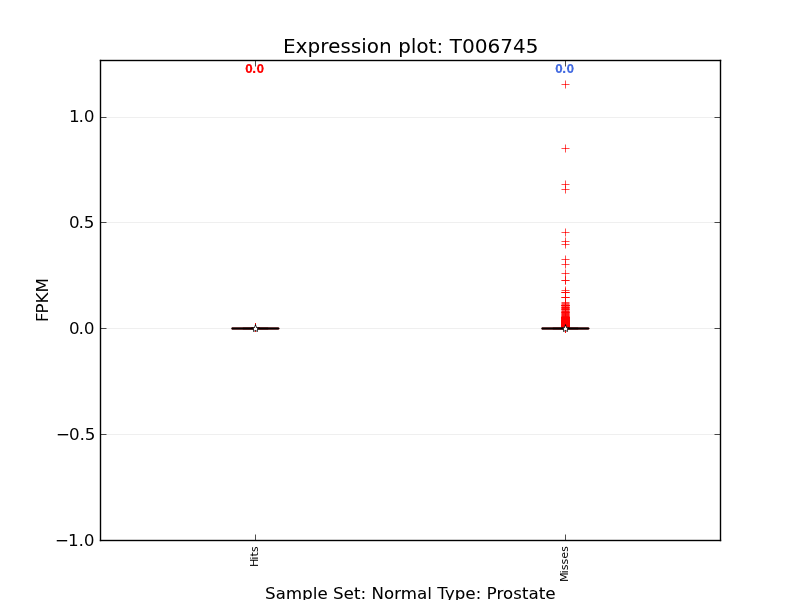 Expression plot: T006745
0.0
0.0
1.0
0.5
0.0
−0.5
−1.0
FPKM
Hits
Misses
Sample Set: Normal Type: Prostate